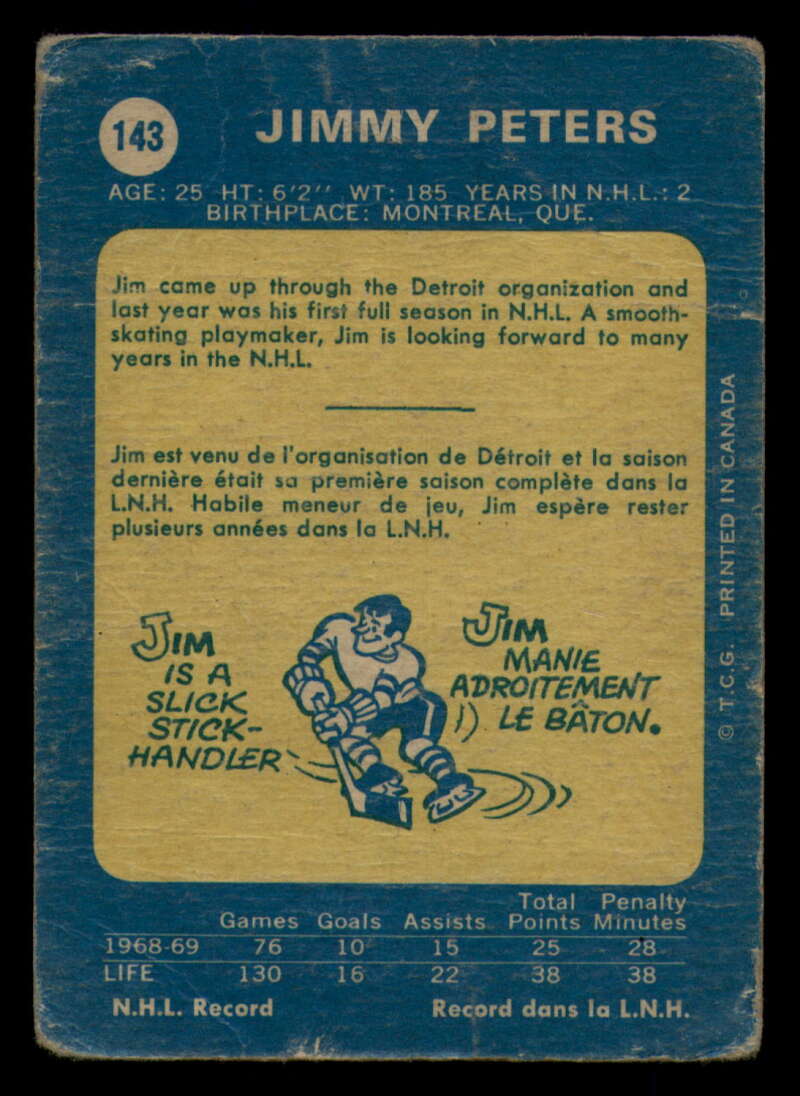 143
JIMMY PETERS
AGE: 25 HT: 6'2'' WT: 185 YEARS IN N.H.L.: 2
BIRTHPLACE: MONTREAL, QUE.
Jim came up through the Detroit organization and
last year was his first full season in N.H.L. A smooth-
skating playmaker, Jim is looking forward to many
years in the N.H.L.
Jim est venu de l'organisation de Détroit et la saison
dernière était sa première saison complète dans la
L.N.H. Habile meneur de jeu, Jim espère rester
plusieurs années dans la L.N.H.
JIM
IS A
SLICK
STICK-
HANDLER
JIM
MANIE
ADROITEMENT
LE BÂTON.
© T.C.G. PRINTED IN CANADA
Games Goals Assists Total Points Penalty Minutes
1968-69 76 10 15 25 28
LIFE 130 16 22 38 38
N.H.L. Record Record dans la L.N.H.